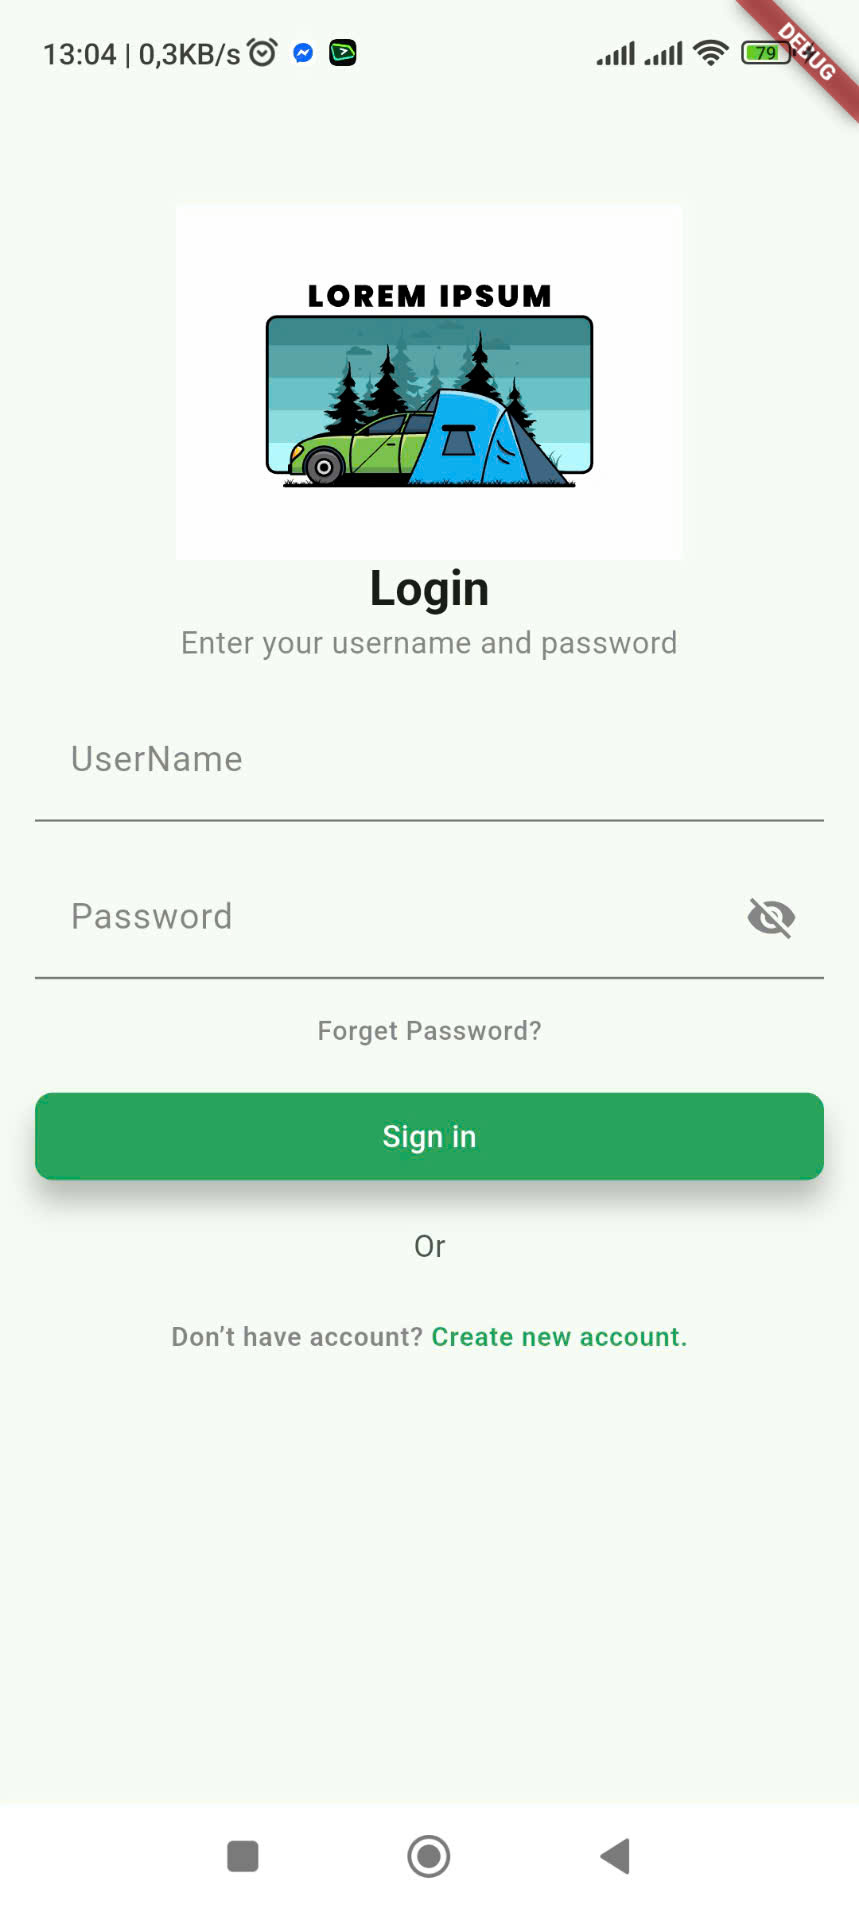 13:04 | 0,3KB/s
79
DEBUG
LOREM IPSUM
Login
Enter your username and password
UserName
Password
Forget Password?
Sign in
Or
Don’t have account? Create new account.